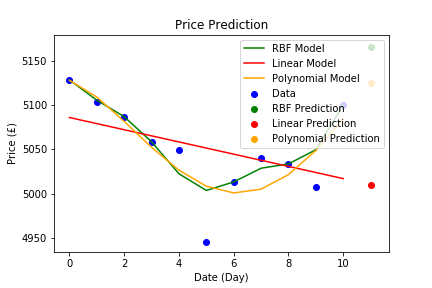 Price Prediction
RBF Model
Linear Model
Polynomial Model
Data
RBF Prediction
Linear Prediction
Polynomial Prediction
5150
5100
5050
5000
4950
Price (£)
0 2 4 6 8 10
Date (Day)